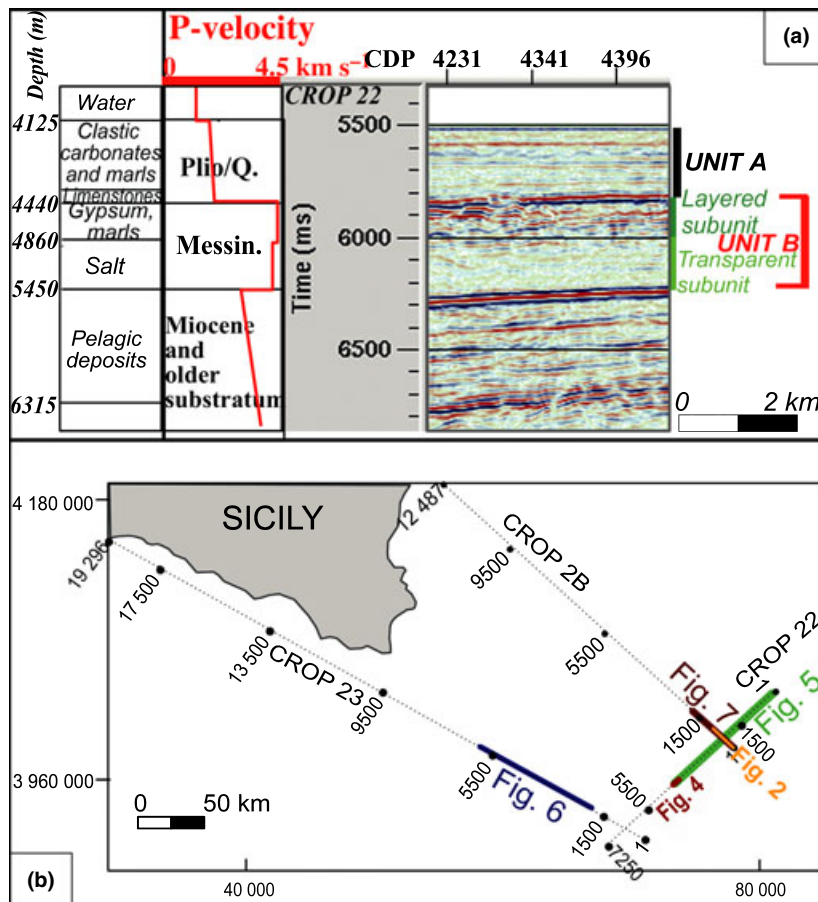 P-velocity
(a)
Depth (m)
0 4.5 km s⁻¹
CDP 4231 4341 4396
CROP 22
Water
4125
5500
Clastic
carbonates
and marls
Plio/Q.
UNIT A
Limenstones
4440
Gypsum,
marls
Layered
subunit
4860
Messin.
6000
UNIT B
Salt
Transparent
subunit
5450
Time (ms)
Pelagic
deposits
Miocene
and
older
substratum
6500
6315
0 2 km
4 180 000
SICILY
12 487
19 296
CROP 2B
9500
17 500
5500
CROP 22
13 500
CROP 23
C1
9500
Fig. 7
Fig. 5
1500
1500
1
Fig. 2
3 960 000
5500
Fig. 6
Fig. 4
5500
0 50 km
1500
1
7250
(b)
40 000
80 000